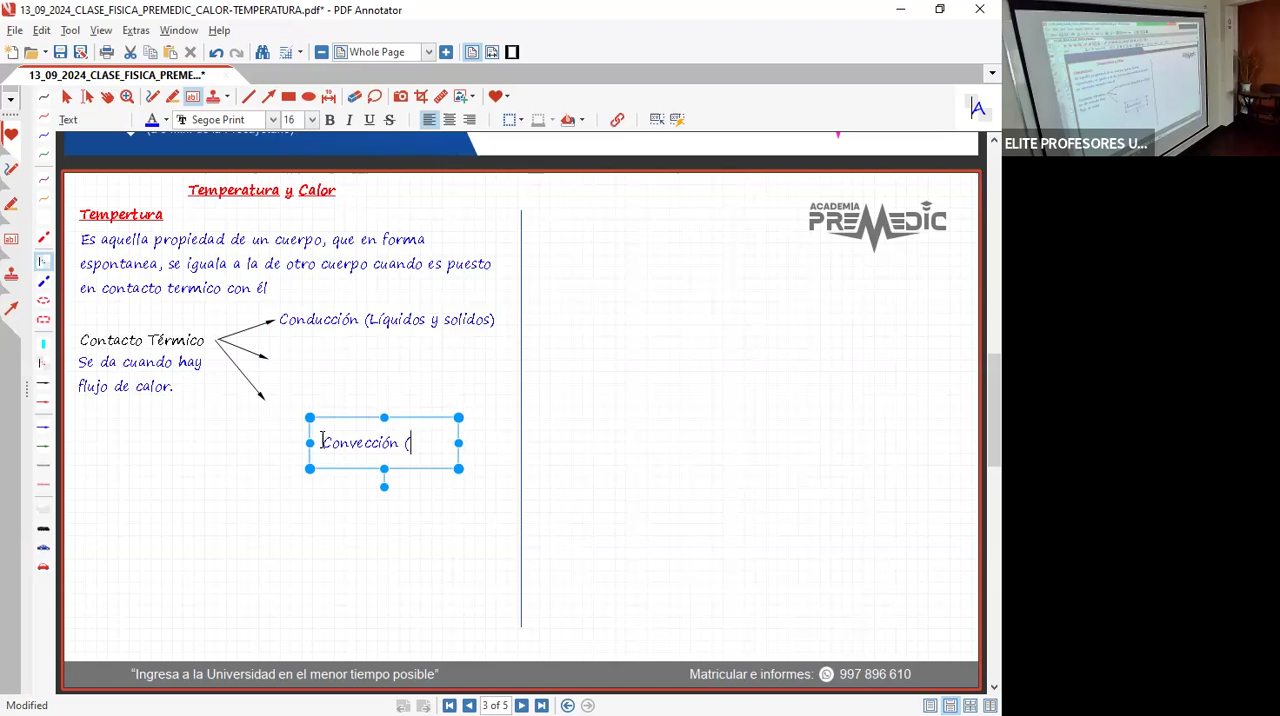 13_09_2024_CLASE_FISICA_PREMEDIC_CALOR-TEMPERATURA.pdf* - PDF Annotator
File Edit Tool View Extras Window Help
Whole Page
13_09_2024_CLASE_FISICA_PREME...*
Text Segoe Print 16 B I U S
Temperatura y Calor
ACADEMIA
PREMEDIC
Tempertura
Es aquella propiedad de un cuerpo, que en forma
espontanea, se iguala a la de otro cuerpo cuando es puesto
en contacto termico con él
Conducción (Líquidos y solidos)
Contacto Térmico
Se da cuando hay
flujo de calor.
Convección (
"Ingresa a la Universidad en el menor tiempo posible" Matricular e informes: 997 896 610
Modified 3 of 5
ELITE PROFESORES U...